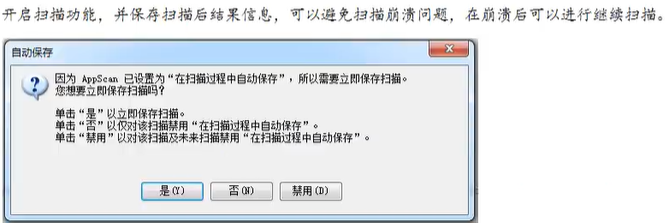 开启扫描功能，并保存扫描后结果信息，可以避免扫描崩溃问题，在崩溃后可以进行继续扫描。
自动保存
因为 AppScan 已设置为“在扫描过程中自动保存”，所以需要立即保存扫描。
您想要立即保存扫描吗?
单击“是”以立即保存扫描。
单击“否”以仅对该扫描禁用“在扫描过程中自动保存”。
单击“禁用”以对该扫描及未来扫描禁用“在扫描过程中自动保存”。
是(Y) 否(N) 禁用(D)